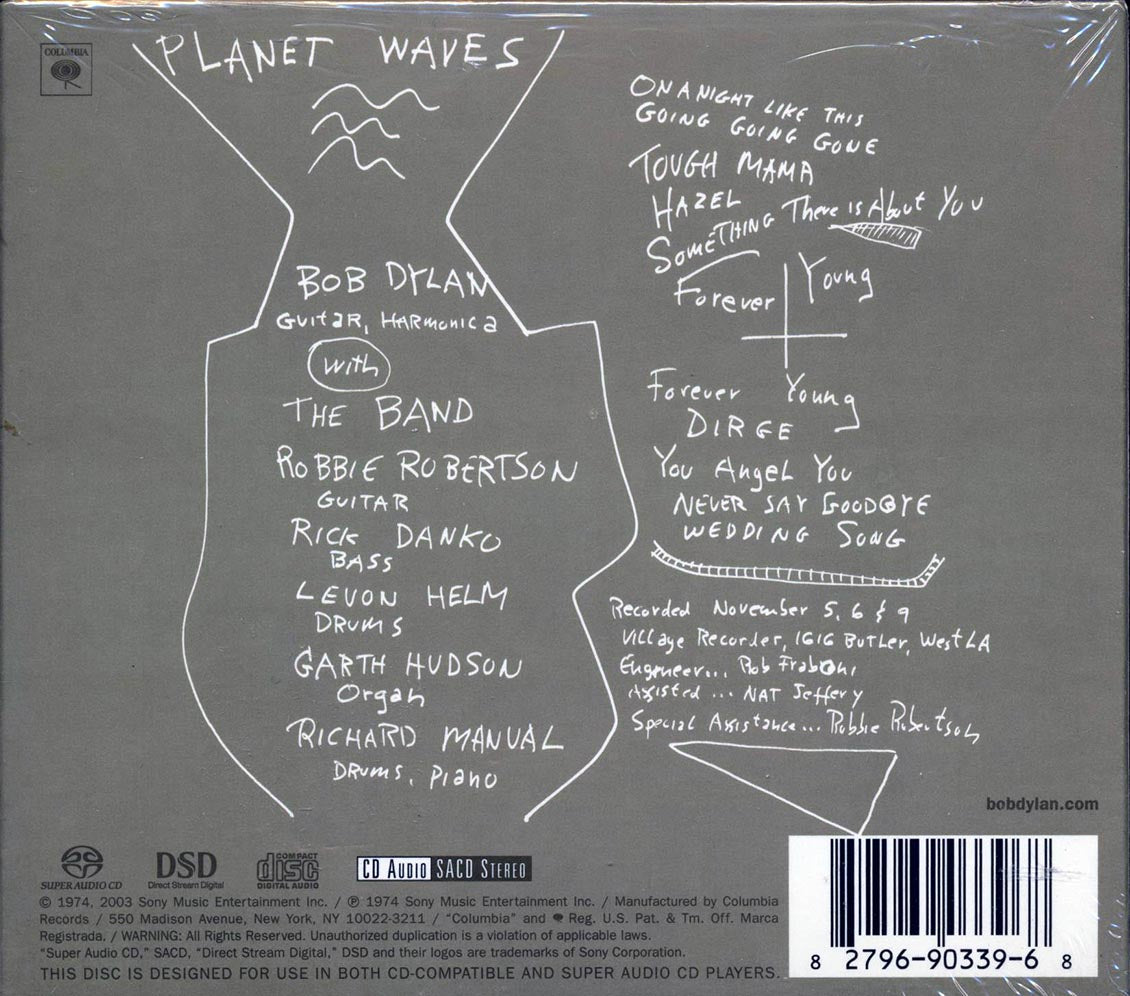 COLUMBIA
PLANET WAVES
BOB DYLAN
GUITAR, HARMONICA
with
THE BAND
ROBBIE ROBERTSON
GUITAR
RICK DANKO
BASS
LEVON HELM
DRUMS
GARTH HUDSON
Organ
RICHARD MANUAL
DRUMS, PIANO
ON A NIGHT LIKE THIS
GOING GOING GONE
TOUGH MAMA
HAZEL
SOMETHING There is About You
Forever Young
Forever Young
DIRGE
You Angel You
NEVER SAY GOODBYE
WEDDING SONG
Recorded November 5, 6 & 9
Village Recorder, 1616 BUTLER, West LA
Engineer... Rob Fraboni
Assisted... NAT Jeffery
Special Assistance... Robbie Robertson
bobdylan.com
SUPER AUDIO CD
DSD
Direct Stream Digital
COMPACT
disc
DIGITAL AUDIO
CD AUDIO SACD STEREO
© 1974, 2003 Sony Music Entertainment Inc. / ℗ 1974 Sony Music Entertainment Inc. / Manufactured by Columbia
Records / 550 Madison Avenue, New York, NY 10022-3211 / "Columbia" and Reg. U.S. Pat. & Tm. Off. Marca
Registrada. / WARNING: All Rights Reserved. Unauthorized duplication is a violation of applicable laws.
"Super Audio CD," SACD, "Direct Stream Digital," DSD and their logos are trademarks of Sony Corporation.
THIS DISC IS DESIGNED FOR USE IN BOTH CD-COMPATIBLE AND SUPER AUDIO CD PLAYERS.
8 2796-90339-6 8